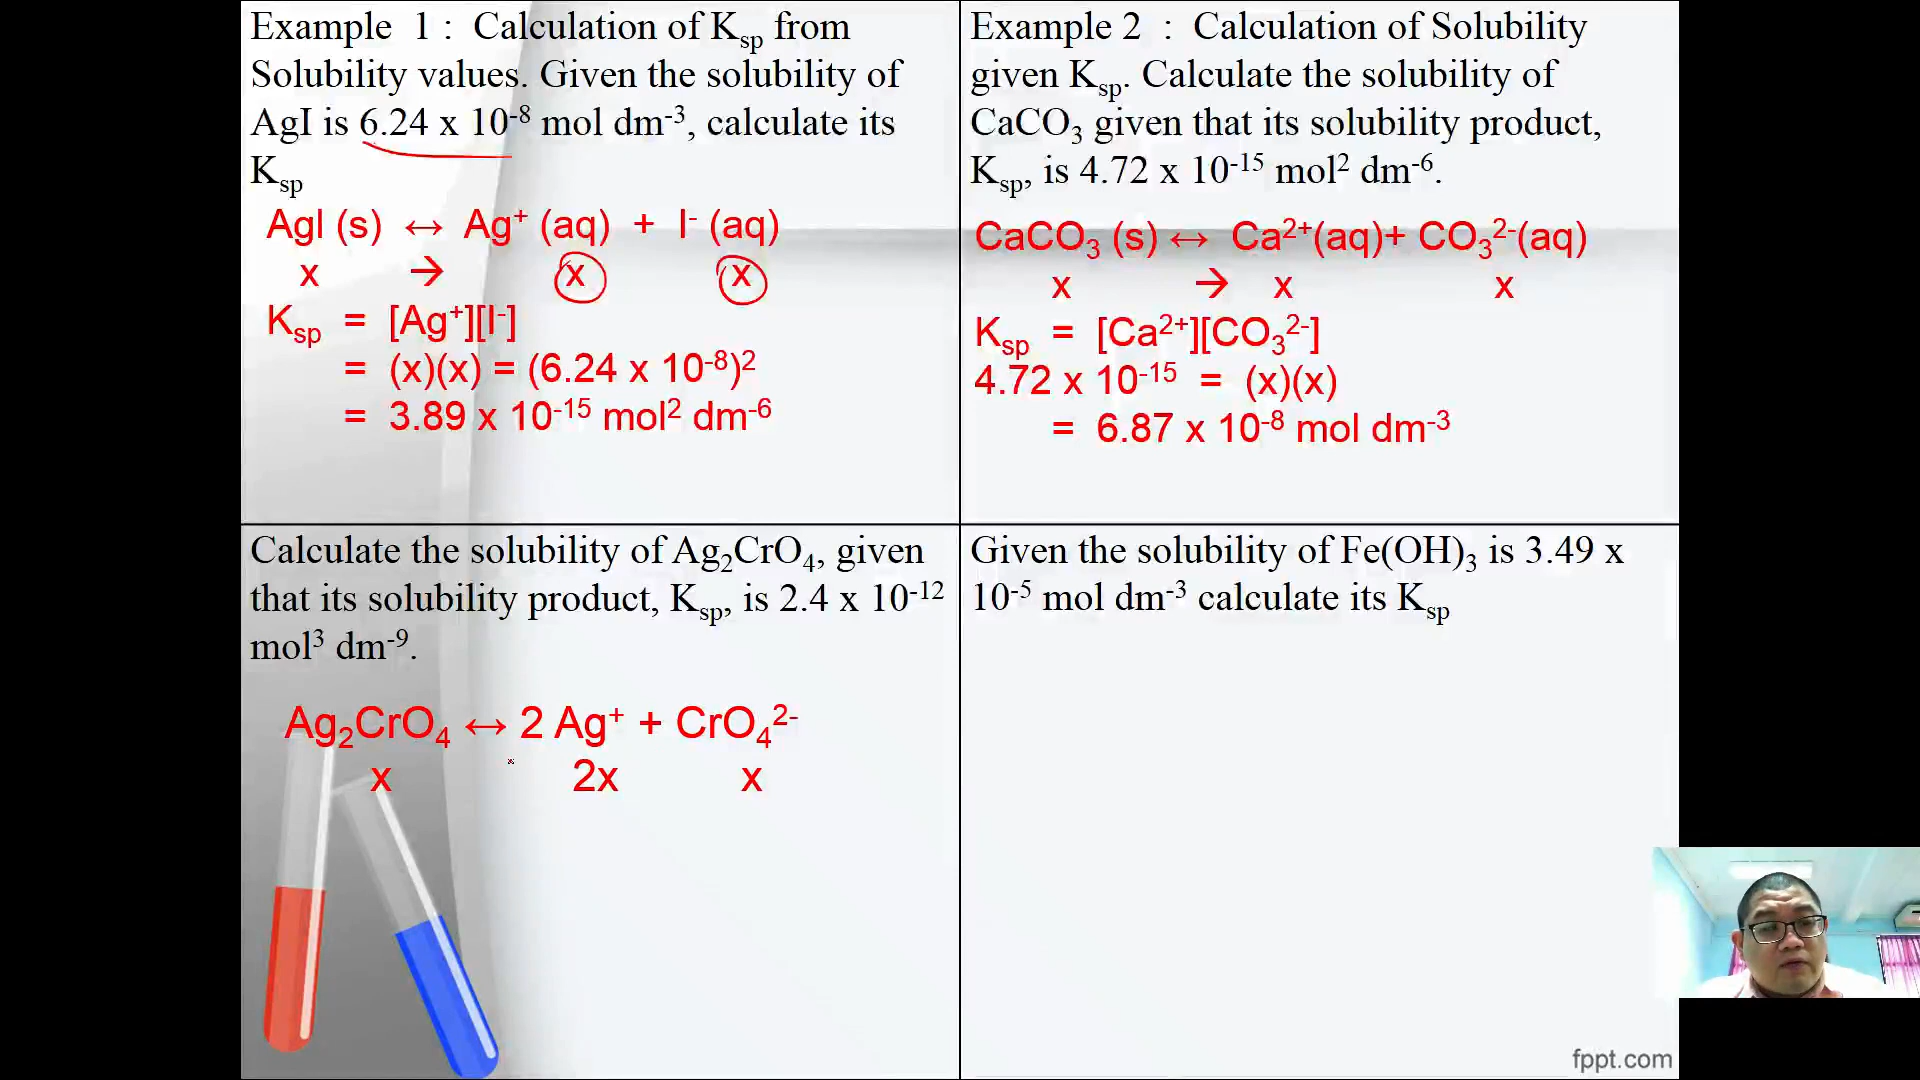 Example 1 : Calculation of Ksp from
Solubility values. Given the solubility of
AgI is 6.24 x 10⁻⁸ mol dm⁻³, calculate its
Ksp
AgI (s) ↔ Ag⁺ (aq) + I⁻ (aq)
x → x x
Ksp = [Ag⁺][I⁻]
= (x)(x) = (6.24 x 10⁻⁸)²
= 3.89 x 10⁻¹⁵ mol² dm⁻⁶
Example 2 : Calculation of Solubility
given Ksp. Calculate the solubility of
CaCO₃ given that its solubility product,
Ksp, is 4.72 x 10⁻¹⁵ mol² dm⁻⁶.
CaCO₃ (s) ↔ Ca²⁺(aq)+ CO₃²⁻(aq)
x → x x
Ksp = [Ca²⁺][CO₃²⁻]
4.72 x 10⁻¹⁵ = (x)(x)
= 6.87 x 10⁻⁸ mol dm⁻³
Calculate the solubility of Ag₂CrO₄, given
that its solubility product, Ksp, is 2.4 x 10⁻¹²
mol³ dm⁻⁹.
Ag₂CrO₄ ↔ 2 Ag⁺ + CrO₄²⁻
x 2x x
Given the solubility of Fe(OH)₃ is 3.49 x
10⁻⁵ mol dm⁻³ calculate its Ksp
fppt.com